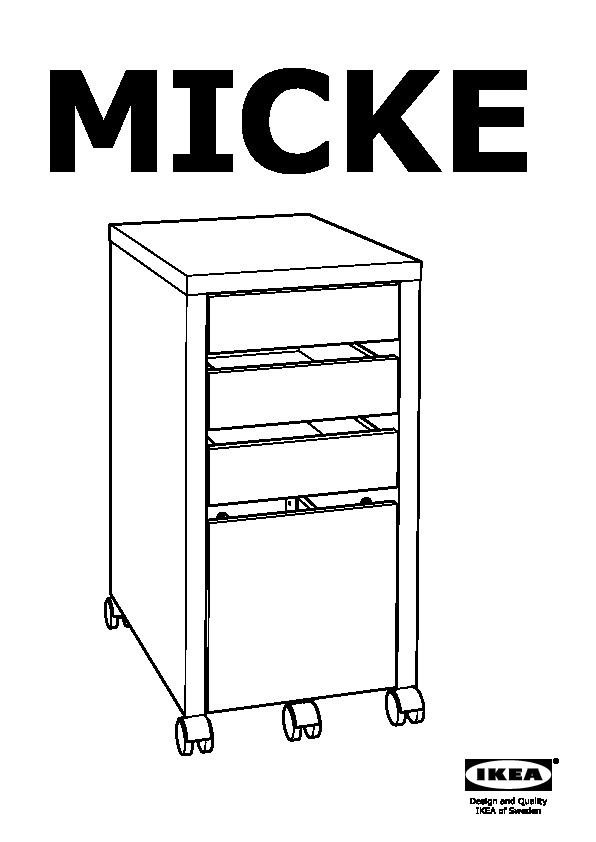 MICKE
IKEA®
Design and Quality
IKEA of Sweden